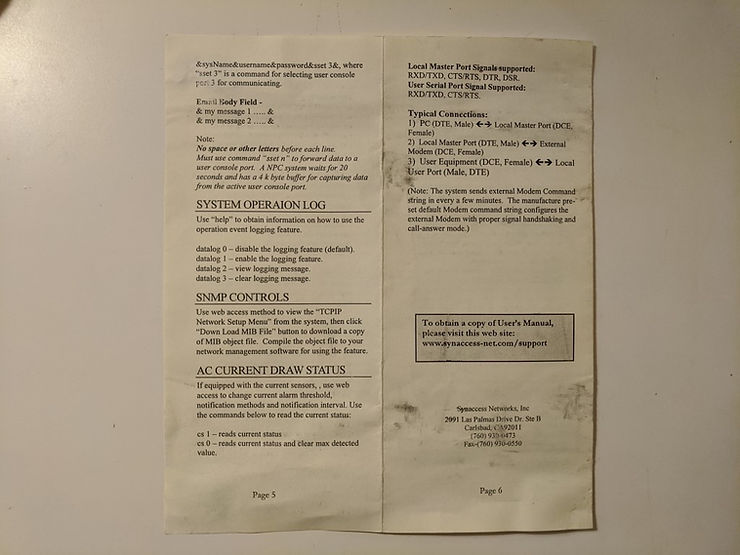 &sysName&username&password&sset 3&, where
"sset 3" is a command for selecting user console
port 3 for communicating.
Email Body Field -
& my message 1 ..... &
& my message 2 ..... &
Note:
No space or other letters before each line.
Must use command "sset n" to forward data to a
user console port. A NPC system waits for 20
seconds and has a 4 k byte buffer for capturing data
from the active user console port.
SYSTEM OPERAION LOG
Use "help" to obtain information on how to use the
operation event logging feature.
datalog 0 – disable the logging feature (default).
datalog 1 – enable the logging feature.
datalog 2 – view logging message.
datalog 3 – clear logging message.
SNMP CONTROLS
Use web access method to view the "TCPIP
Network Setup Menu" from the system, then click
"Down Load MIB File" button to download a copy
of MIB object file. Compile the object file to your
network management software for using the feature.
AC CURRENT DRAW STATUS
If equipped with the current sensors, , use web
access to change current alarm threshold,
notification methods and notification interval. Use
the commands below to read the current status:
cs 1 – reads current status
cs 0 – reads current status and clear max detected
value.
Page 5
Local Master Port Signals supported:
RXD/TXD, CTS/RTS, DTR, DSR.
User Serial Port Signal Supported:
RXD/TXD, CTS/RTS.
Typical Connections:
1) PC (DTE, Male) ←→ Local Master Port (DCE,
Female)
2) Local Master Port (DTE, Male) ←→ External
Modem (DCE, Female)
3) User Equipment (DCE, Female) ←→ Local
User Port (Male, DTE)
(Note: The system sends external Modem Command
string in every a few minutes. The manufacture pre-
set default Modem command string configures the
external Modem with proper signal handshaking and
call-answer mode.)
To obtain a copy of User's Manual,
please visit this web site:
www.synaccess-net.com/support
Synaccess Networks, Inc
2091 Las Palmas Drive Dr. Ste B
Carlsbad, CA92011
(760) 930-0473
Fax-(760) 930-0550
Page 6